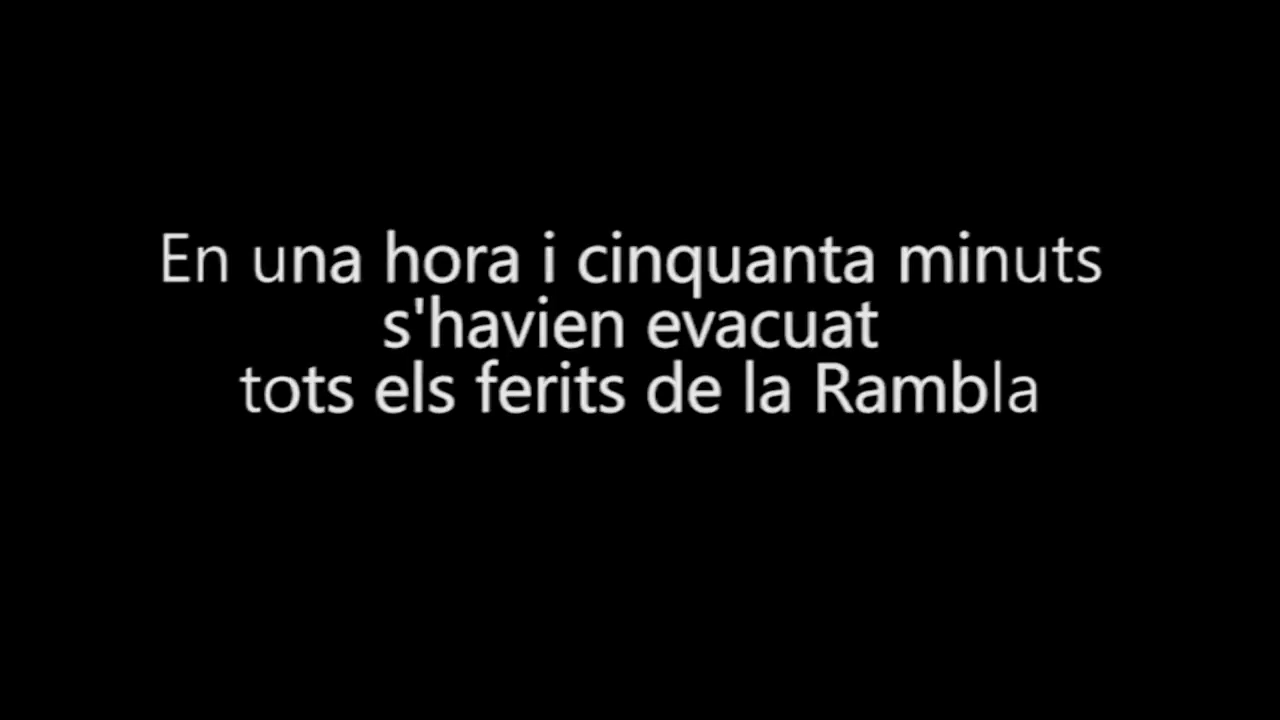 En una hora i cinquanta minuts
s'havien evacuat
tots els ferits de la Rambla